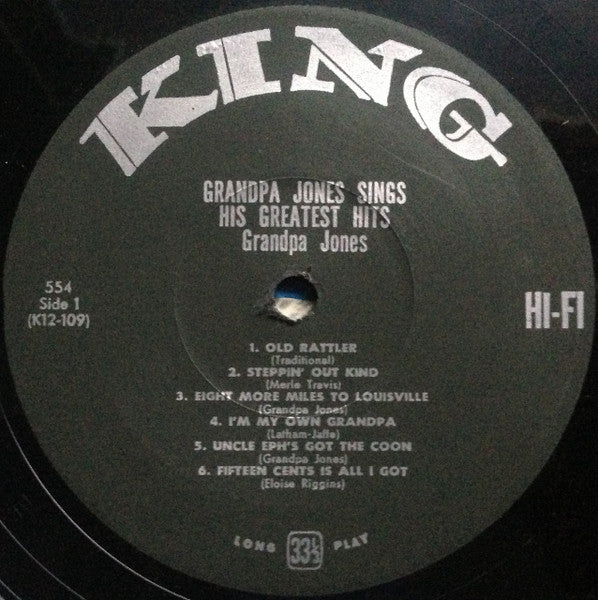 KING
GRANDPA JONES SINGS
HIS GREATEST HITS
Grandpa Jones
554
Side 1
(K12-109)
HI-FI
1. OLD RATTLER
(Traditional)
2. STEPPIN' OUT KIND
(Merle Travis)
3. EIGHT MORE MILES TO LOUISVILLE
(Grandpa Jones)
4. I'M MY OWN GRANDPA
(Latham-Jaffe)
5. UNCLE EPH'S GOT THE COON
(Grandpa Jones)
6. FIFTEEN CENTS IS ALL I GOT
(Eloise Riggins)
LONG 33⅓ PLAY